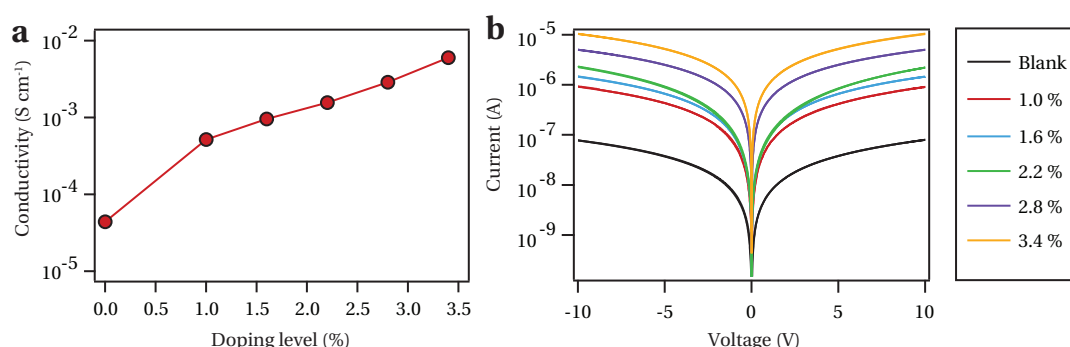 a
Conductivity (S cm⁻¹)
10⁻²
10⁻³
10⁻⁴
10⁻⁵
0.0 0.5 1.0 1.5 2.0 2.5 3.0 3.5
Doping level (%)
b
Current (A)
10⁻⁵
10⁻⁶
10⁻⁷
10⁻⁸
10⁻⁹
-10 -5 0 5 10
Voltage (V)
Blank
1.0 %
1.6 %
2.2 %
2.8 %
3.4 %